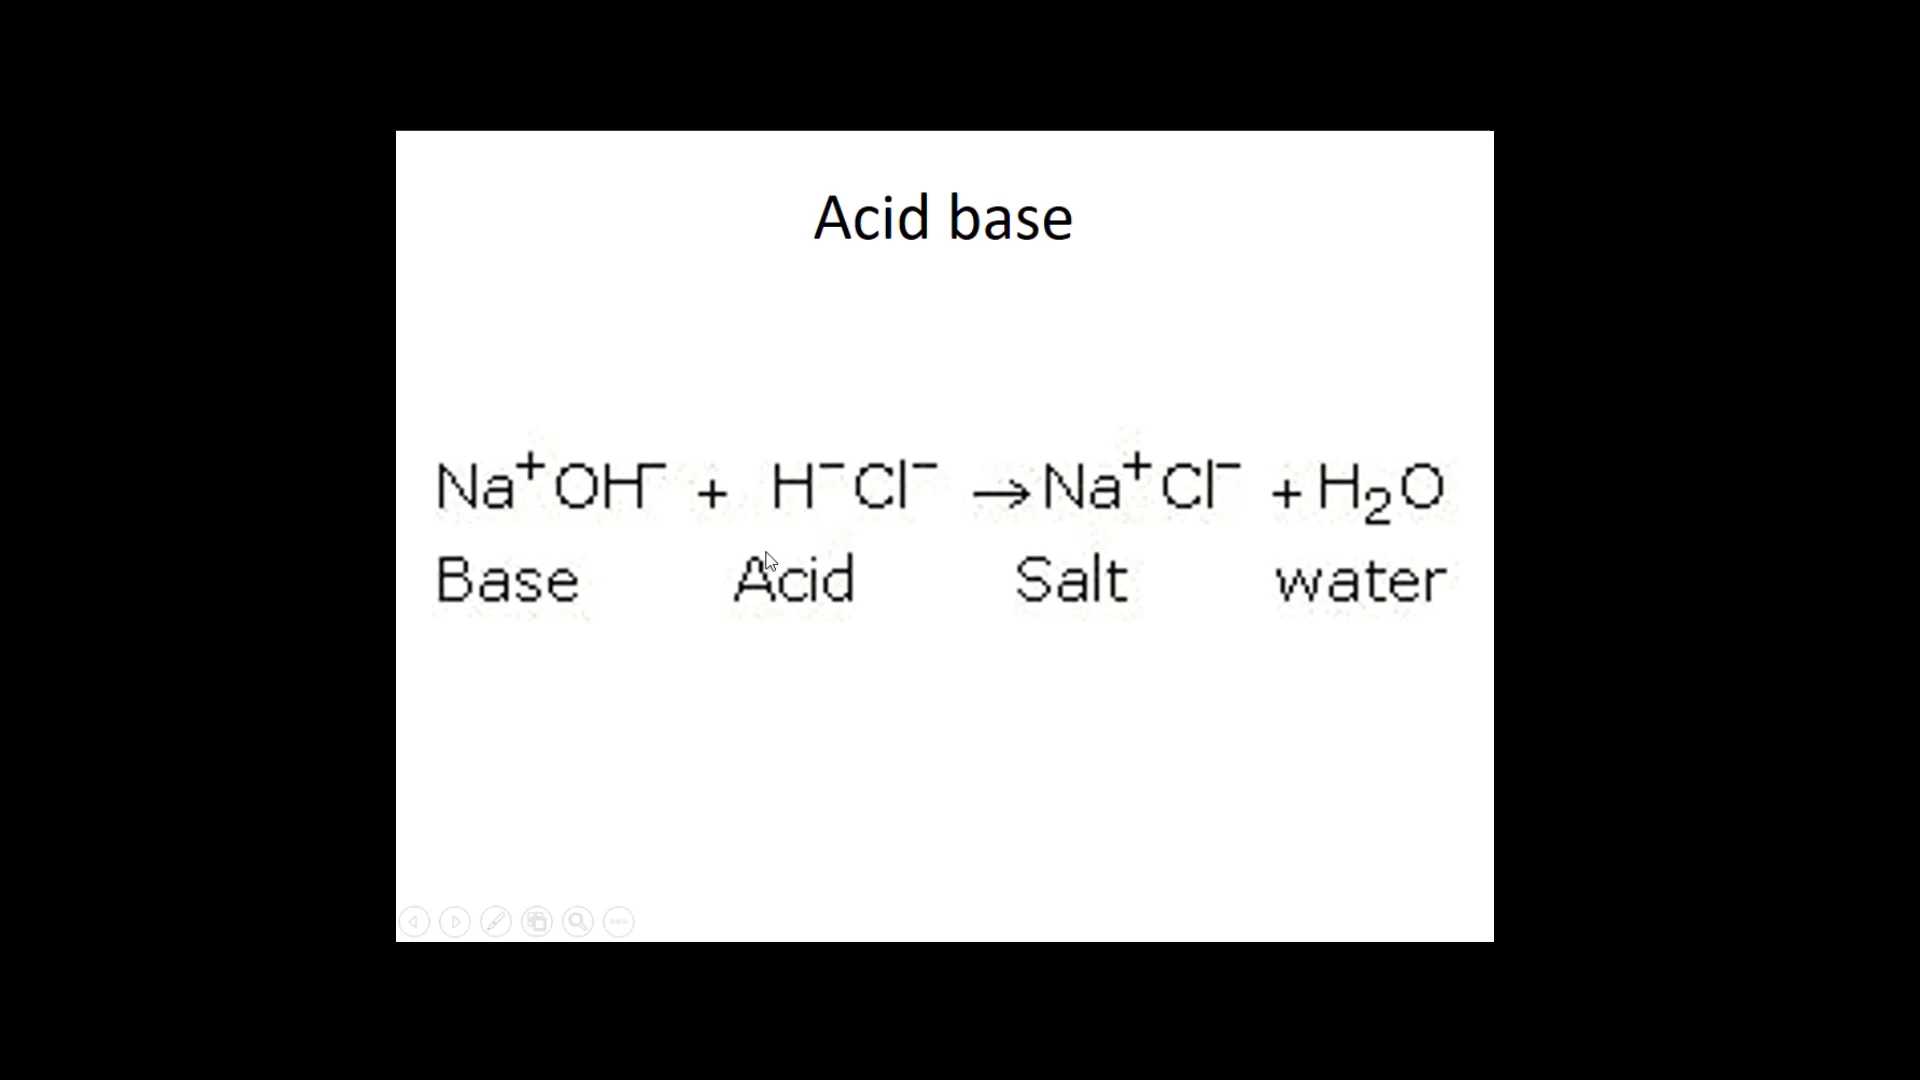 Acid base
Na⁺OH⁻ + H⁻Cl⁻ → Na⁺Cl⁻ + H₂O
Base Acid Salt water